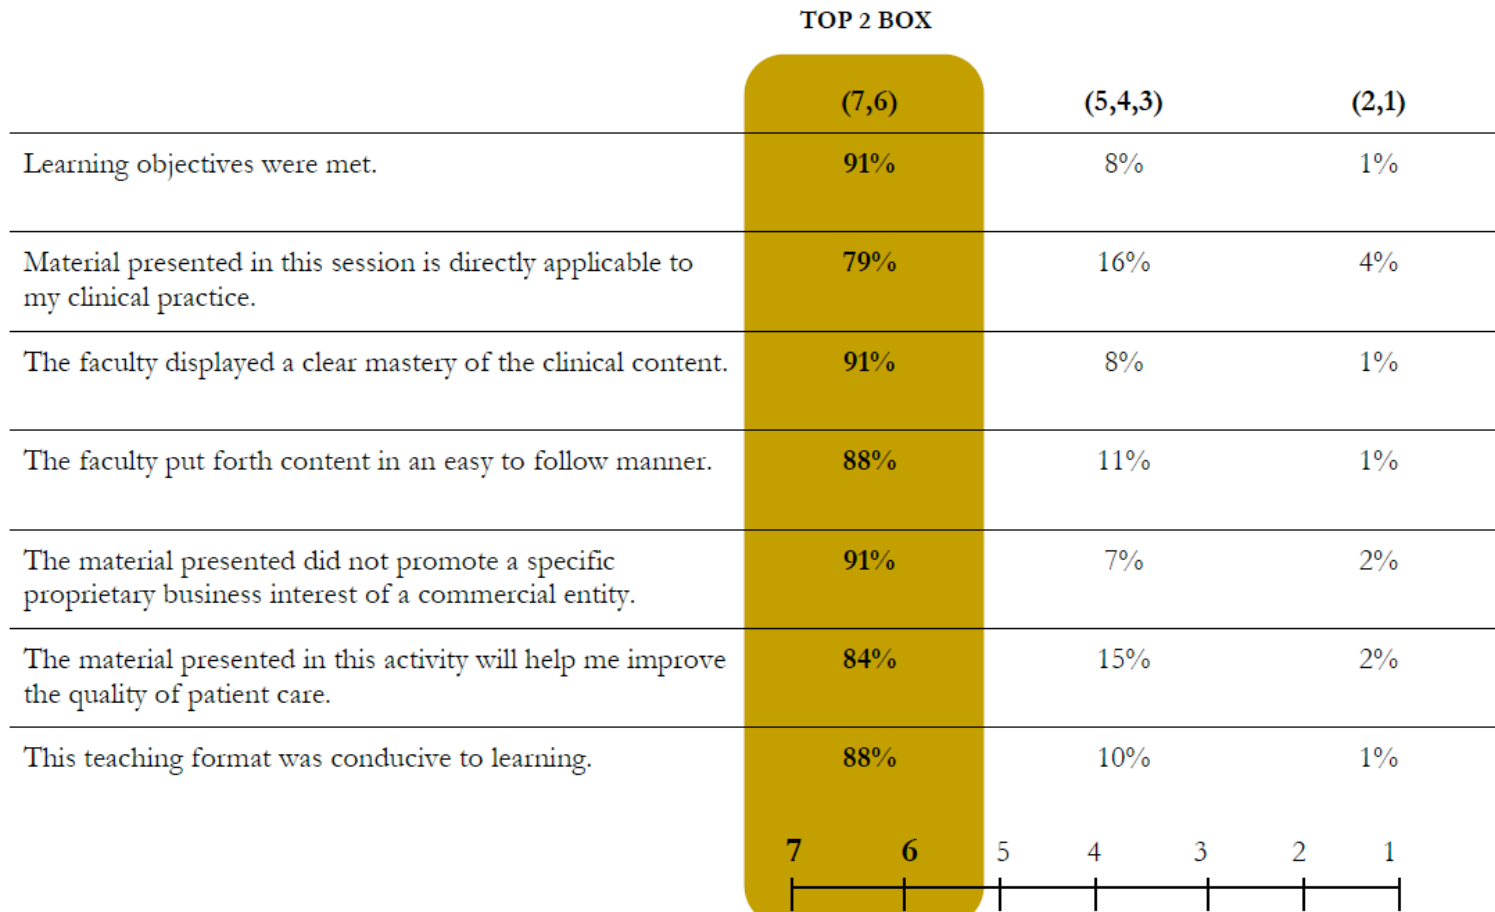 TOP 2 BOX
(7,6) (5,4,3) (2,1)
Learning objectives were met. 91% 8% 1%
Material presented in this session is directly applicable to
my clinical practice. 79% 16% 4%
The faculty displayed a clear mastery of the clinical content. 91% 8% 1%
The faculty put forth content in an easy to follow manner. 88% 11% 1%
The material presented did not promote a specific
proprietary business interest of a commercial entity. 91% 7% 2%
The material presented in this activity will help me improve
the quality of patient care. 84% 15% 2%
This teaching format was conducive to learning. 88% 10% 1%
7 6 5 4 3 2 1